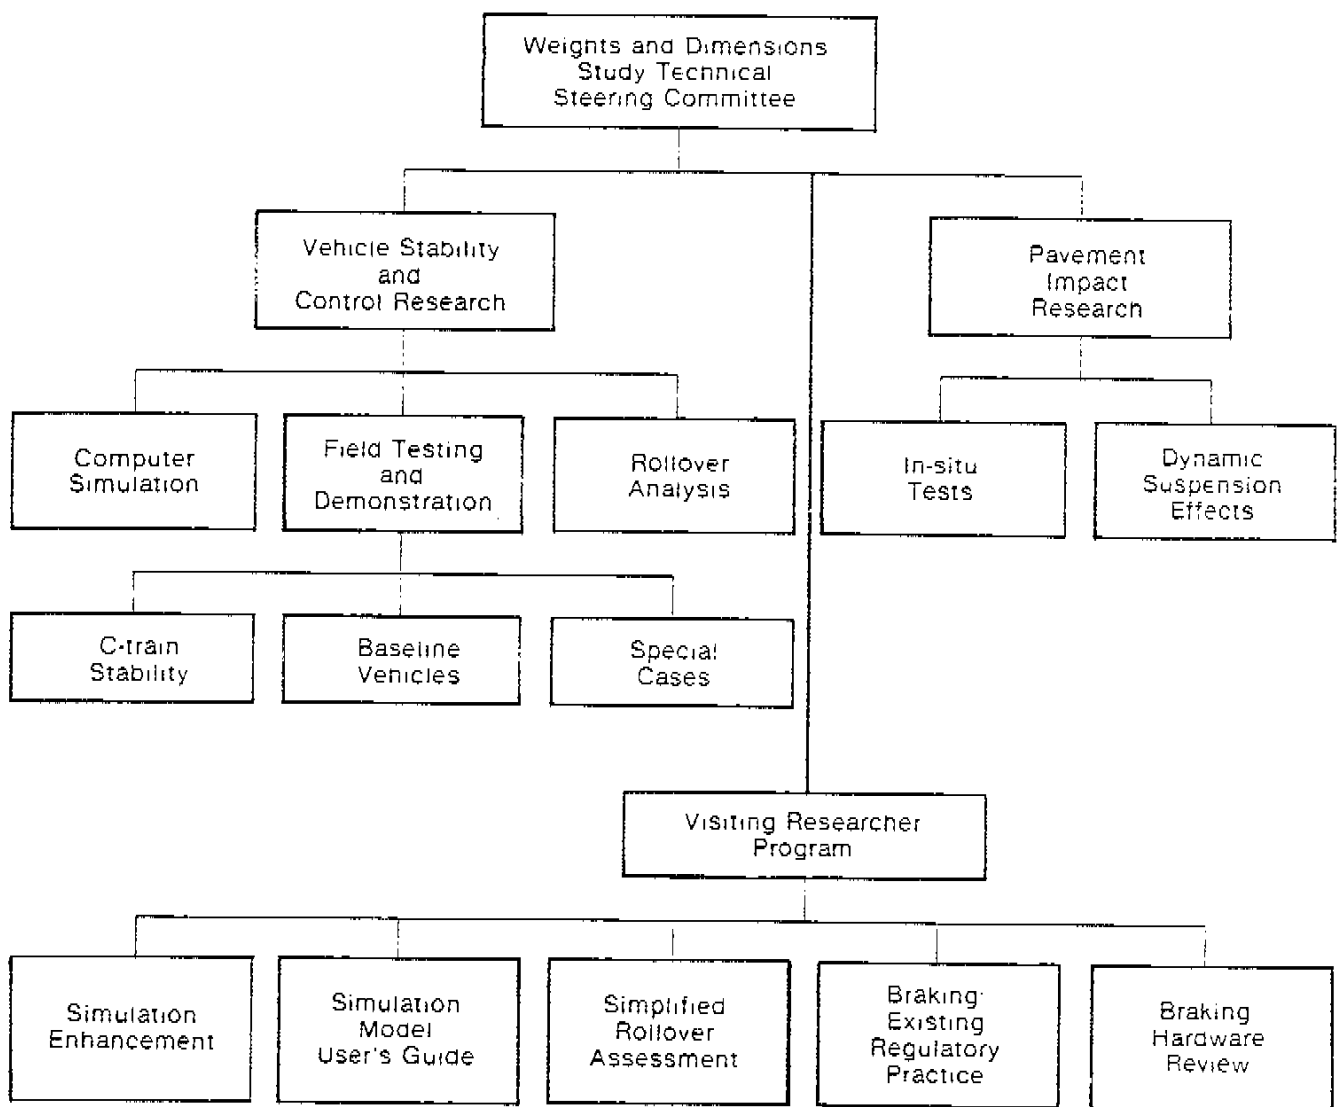 Weights and Dimensions
Study Technical
Steering Committee
Vehicle Stability
and
Control Research
Pavement
Impact
Research
Computer
Simulation
Field Testing
and
Demonstration
Rollover
Analysis
In-situ
Tests
Dynamic
Suspension
Effects
C-train
Stability
Baseline
Vehicles
Special
Cases
Visiting Researcher
Program
Simulation
Enhancement
Simulation
Model
User's Guide
Simplified
Rollover
Assessment
Braking:
Existing
Regulatory
Practice
Braking
Hardware
Review